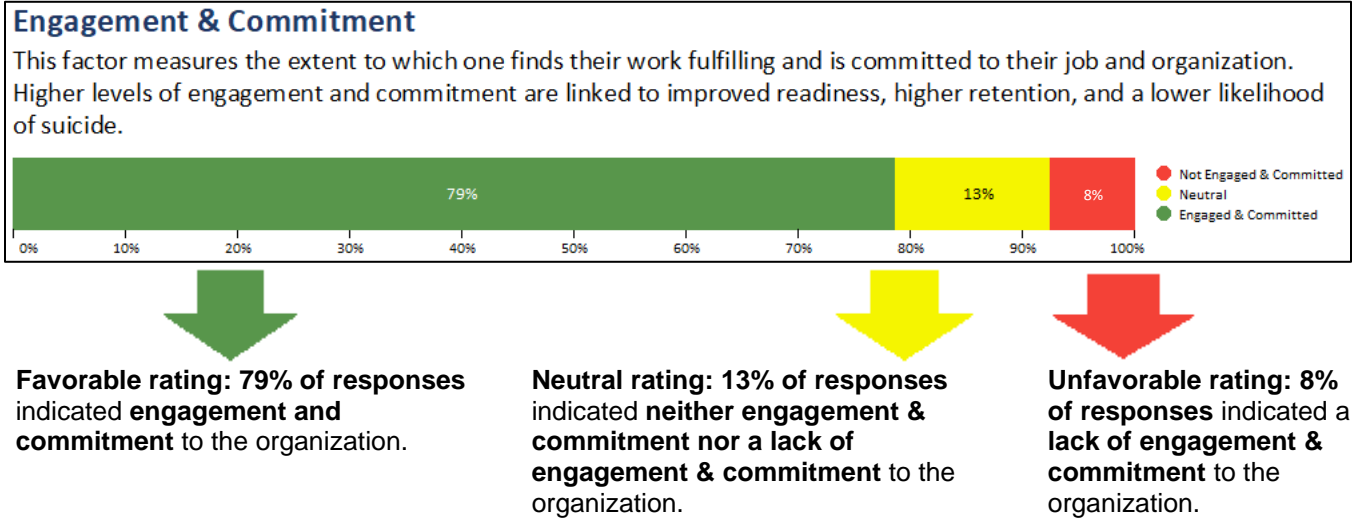 Engagement & Commitment
This factor measures the extent to which one finds their work fulfilling and is committed to their job and organization.
Higher levels of engagement and commitment are linked to improved readiness, higher retention, and a lower likelihood
of suicide.
79%
13%
8%
Not Engaged & Committed
Neutral
Engaged & Committed
0%
10%
20%
30%
40%
50%
60%
70%
80%
90%
100%
Favorable rating: 79% of responses
indicated engagement and
commitment to the organization.
Neutral rating: 13% of responses
indicated neither engagement &
commitment nor a lack of
engagement & commitment to the
organization.
Unfavorable rating: 8%
of responses indicated a
lack of engagement &
commitment to the
organization.